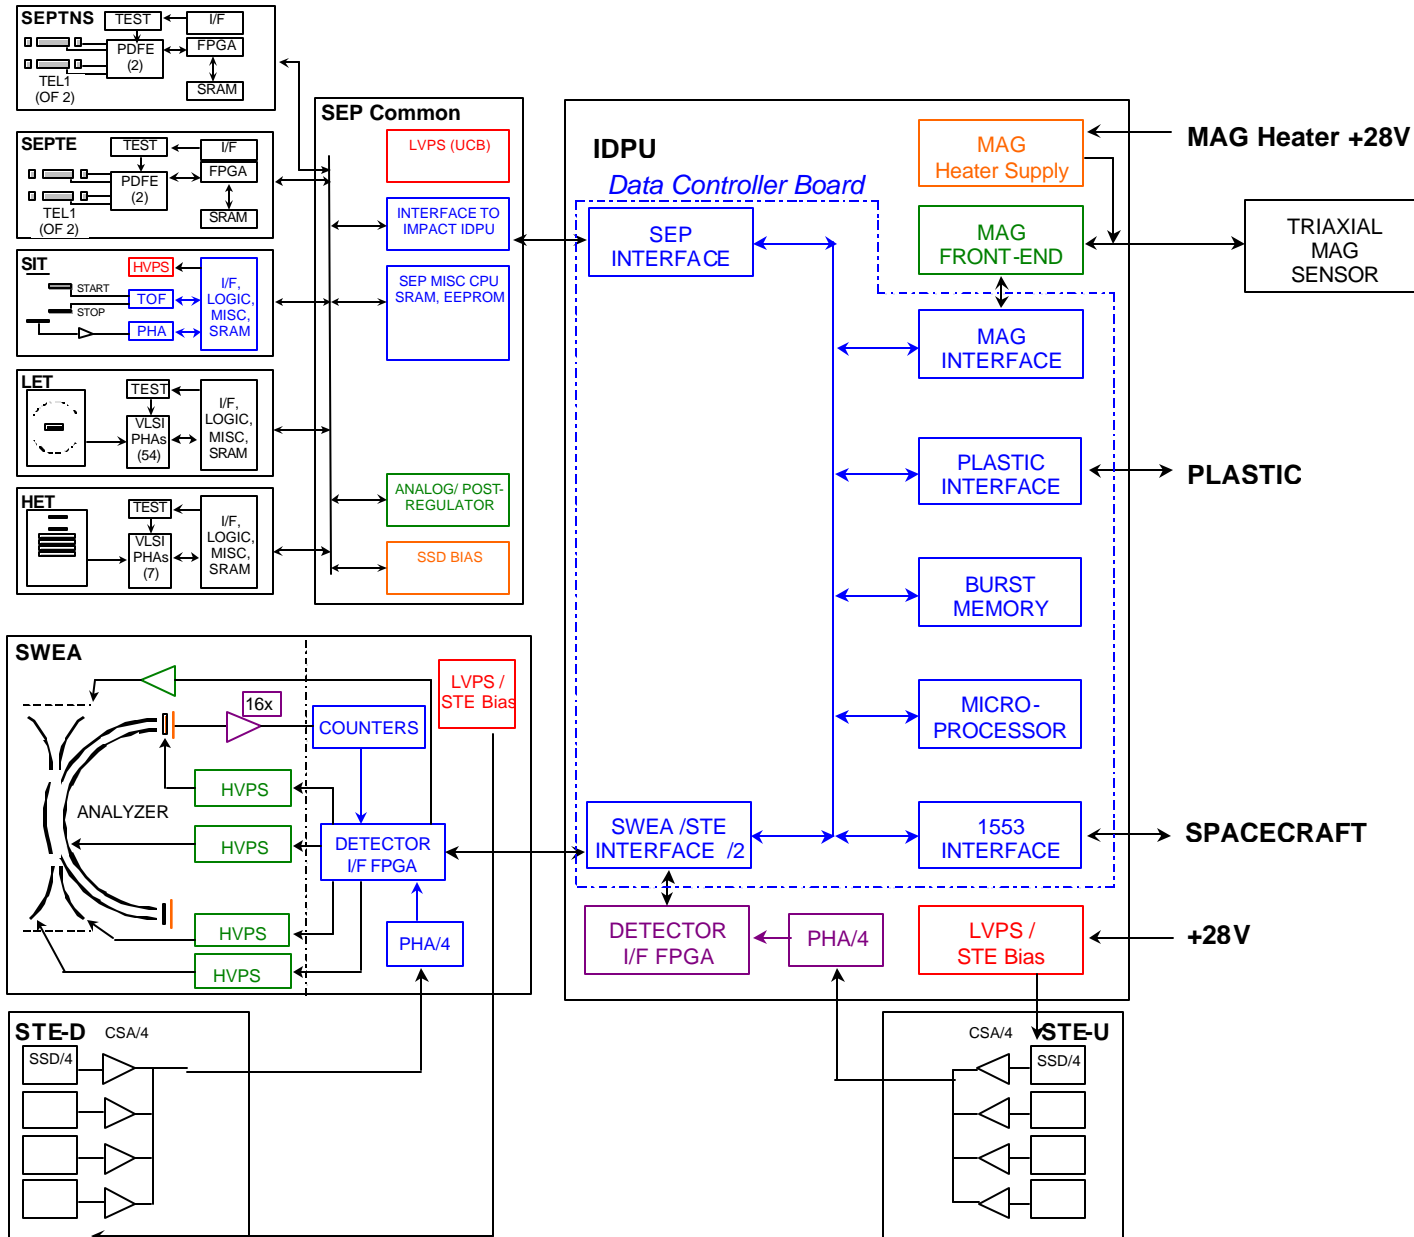 SEPTNS
TEST
I/F
PDFE
(2)
FPGA
SRAM
TEL1
(OF 2)
SEPTE
TEST
I/F
PDFE
(2)
FPGA
SRAM
TEL1
(OF 2)
SIT
HVPS
START
TOF
STOP
PHA
I/F,
LOGIC,
MISC,
SRAM
LET
TEST
VLSI
PHAs
(54)
I/F,
LOGIC,
MISC,
SRAM
HET
TEST
VLSI
PHAs
(7)
I/F,
LOGIC,
MISC,
SRAM
SEP Common
LVPS (UCB)
INTERFACE TO
IMPACT IDPU
SEP MISC CPU
SRAM, EEPROM
ANALOG/ POST-
REGULATOR
SSD BIAS
IDPU
Data Controller Board
SEP
INTERFACE
MAG
Heater Supply
MAG
FRONT-END
MAG
INTERFACE
PLASTIC
INTERFACE
BURST
MEMORY
MICRO-
PROCESSOR
1553
INTERFACE
SWEA /STE
INTERFACE /2
DETECTOR
I/F FPGA
PHA/4
LVPS /
STE Bias
MAG Heater +28V
TRIAXIAL
MAG
SENSOR
PLASTIC
SPACECRAFT
+28V
SWEA
16x
COUNTERS
LVPS /
STE Bias
ANALYZER
HVPS
HVPS
HVPS
HVPS
DETECTOR
I/F FPGA
PHA/4
STE-D
CSA/4
SSD/4
CSA/4
STE-U
SSD/4